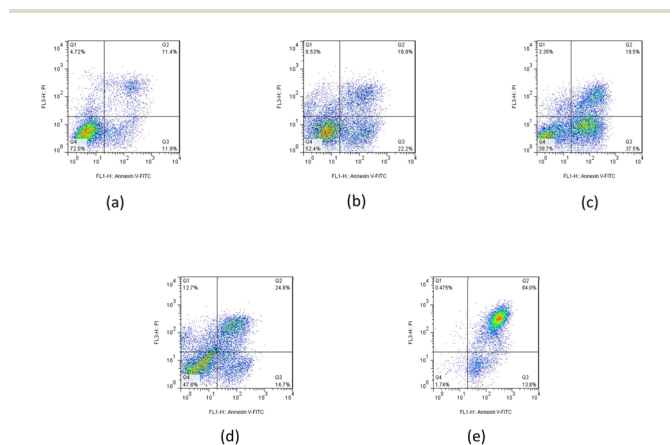 Q1
4.72%
Q2
11.4%
Q4
72.0%
Q3
11.9%
FL3-H: PI
FL1-H: Annexin V-FITC
(a)
Q1
8.53%
Q2
16.9%
Q4
52.4%
Q3
22.2%
FL3-H: PI
FL1-H: Annexin V-FITC
(b)
Q1
3.35%
Q2
19.5%
Q4
39.7%
Q3
37.5%
FL3-H: PI
FL1-H: Annexin V-FITC
(c)
Q1
12.7%
Q2
24.8%
Q4
47.8%
Q3
14.7%
FL3-H: PI
FL1-H: Annexin V-FITC
(d)
Q1
0.475%
Q2
84.0%
Q4
1.74%
Q3
13.8%
FL3-H: PI
FL1-H: Annexin V-FITC
(e)